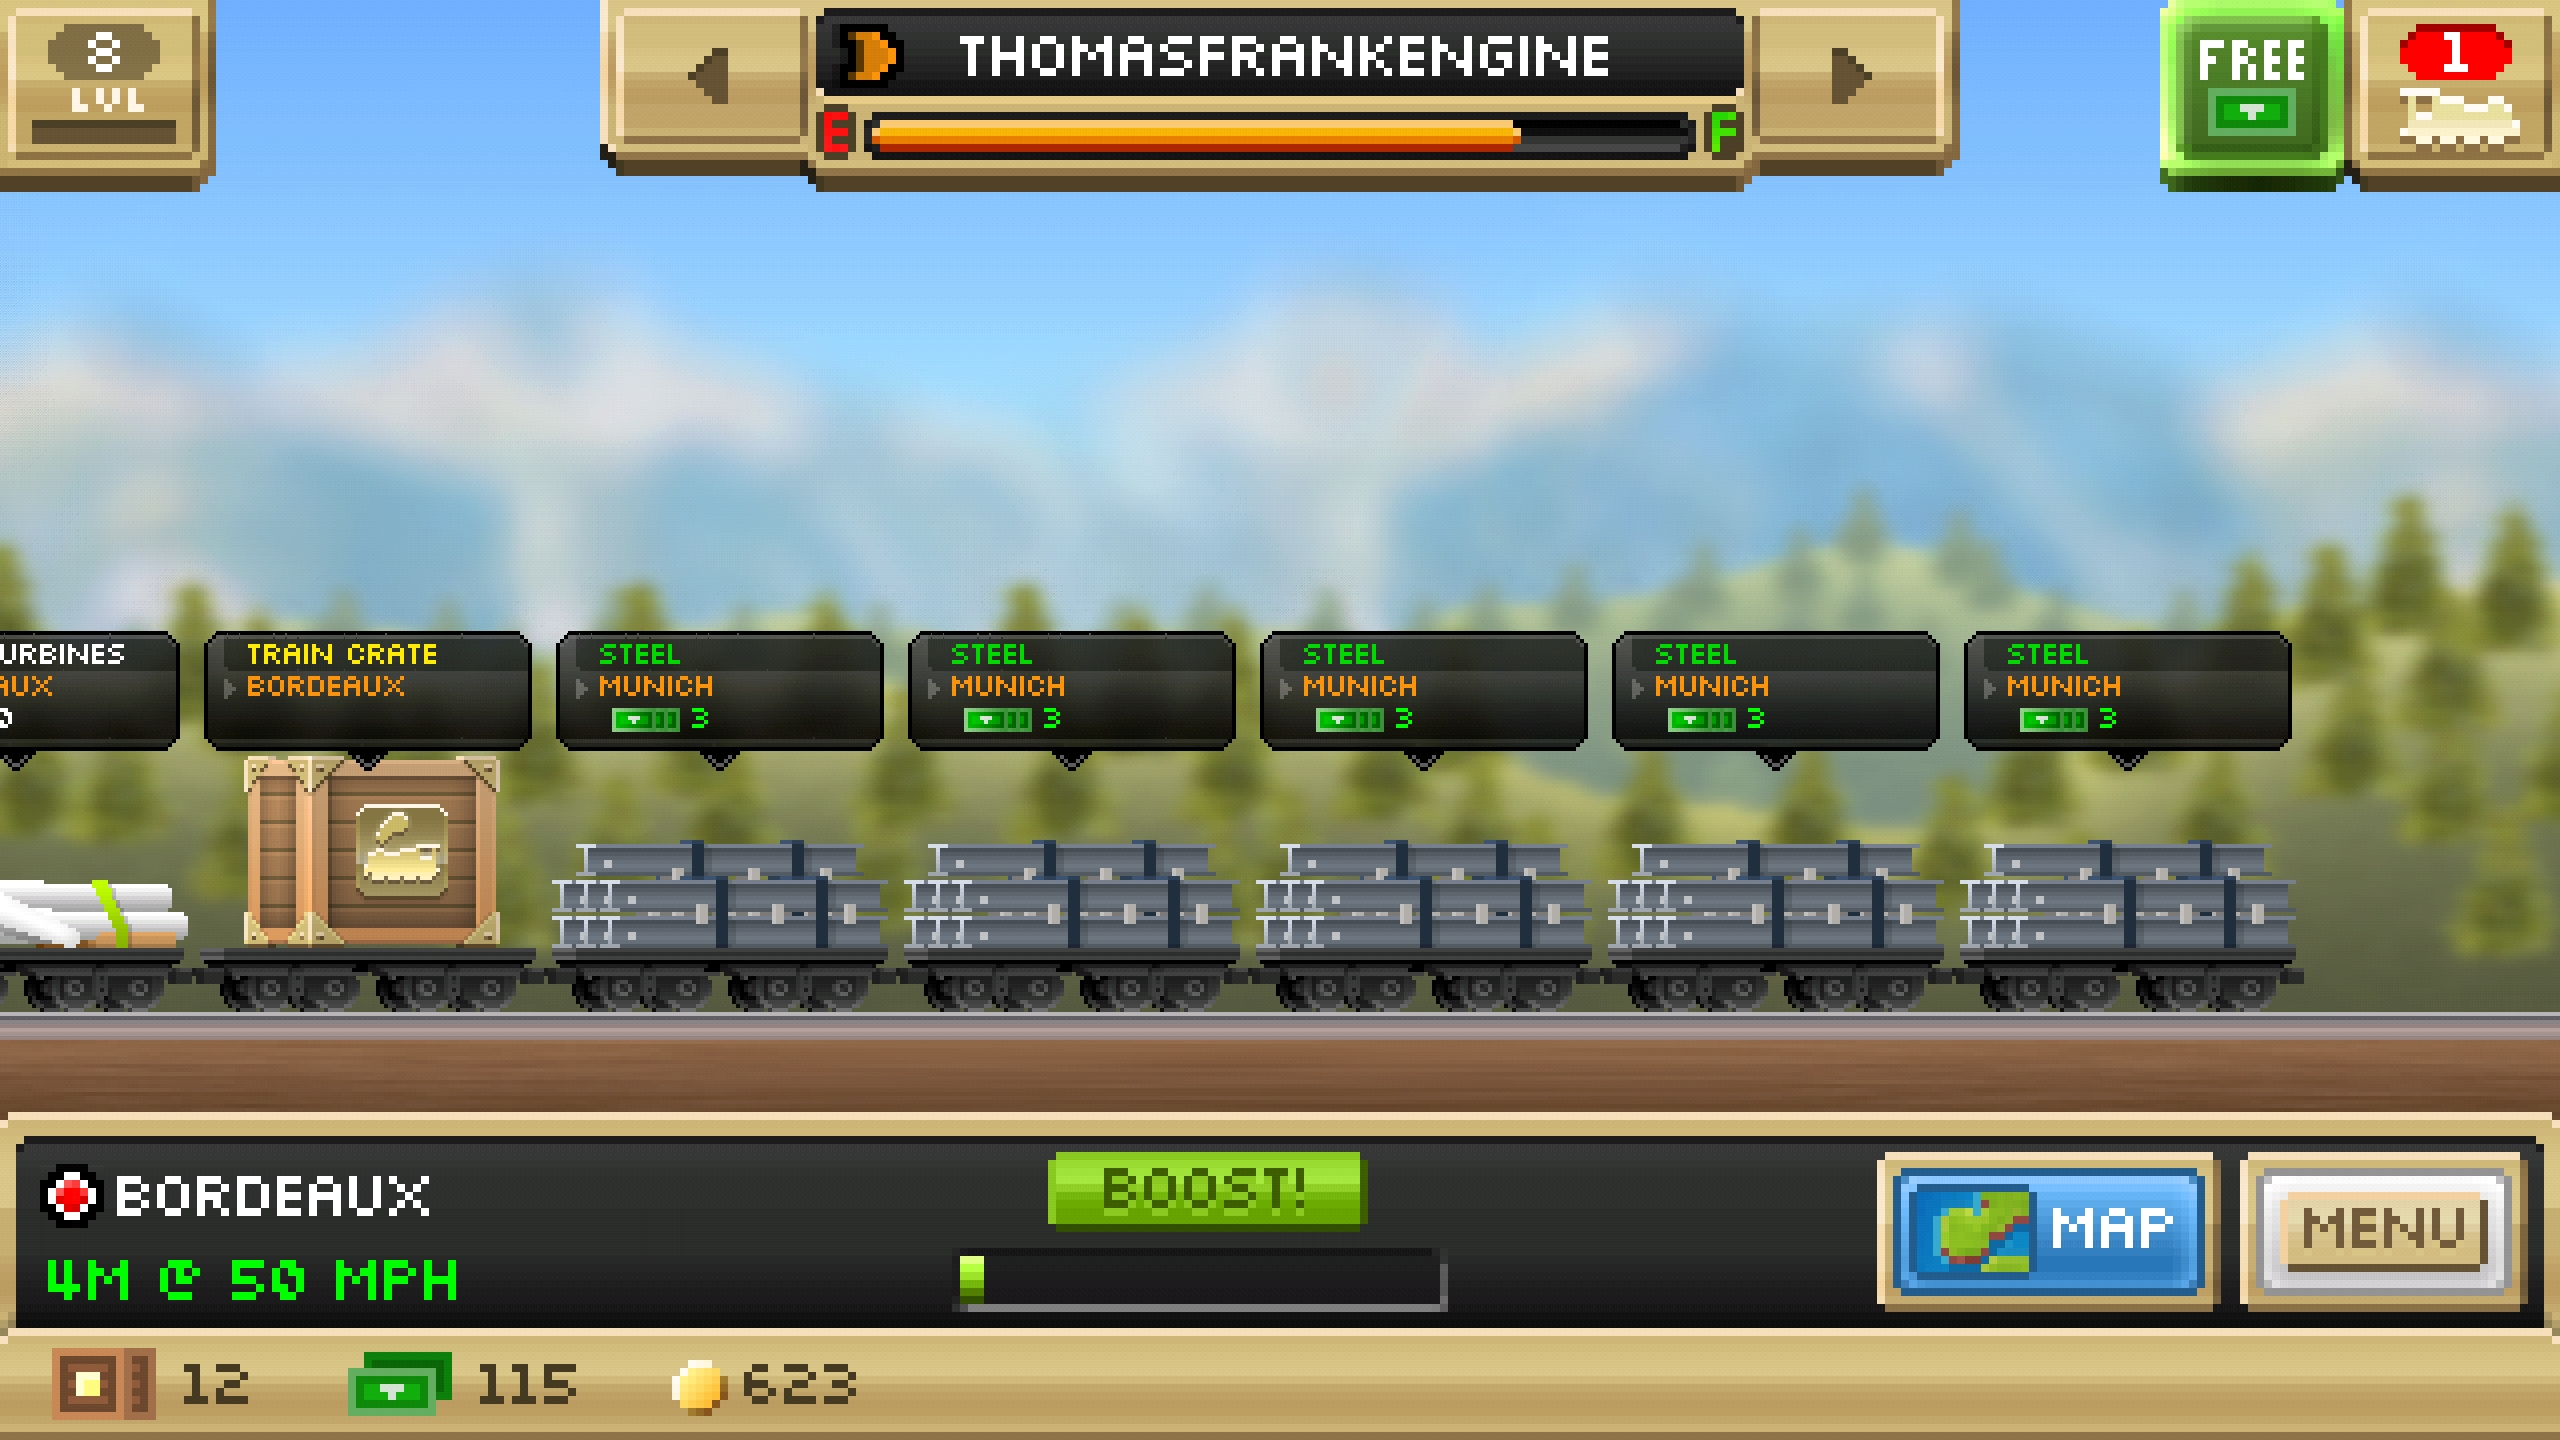 8
LVL
THOMASFRANKENGINE
E F
FREE
1
URBINES
AUX
0
TRAIN CRATE
BORDEAUX
STEEL
MUNICH
3
STEEL
MUNICH
3
STEEL
MUNICH
3
STEEL
MUNICH
3
STEEL
MUNICH
3
BORDEAUX
4M @ 50 MPH
BOOST!
MAP
MENU
12 115 623